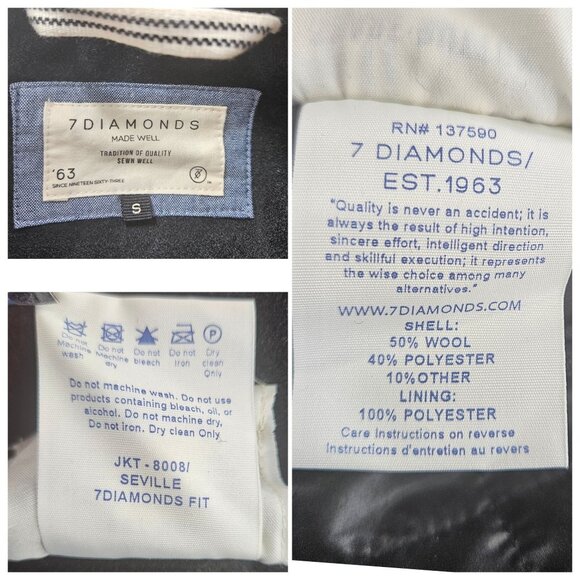 7 DIAMONDS
MADE WELL
TRADITION OF QUALITY
SEWN WELL
'63
SINCE NINETEEN SIXTY-THREE
S
Do not Machine wash
Do not Machine dry
Do not bleach
Do not Iron
P
Dry clean Only
Do not machine wash. Do not use
products containing bleach, oil, or
alcohol. Do not machine dry,
Do not iron. Dry clean Only
JKT - 8008/
SEVILLE
7DIAMONDS FIT
RN# 137590
7 DIAMONDS/
EST.1963
"Quality is never an accident; it is
always the result of high intention,
sincere effort, intelligent direction
and skillful execution; it represents
the wise choice among many
alternatives."
WWW.7DIAMONDS.COM
SHELL:
50% WOOL
40% POLYESTER
10%OTHER
LINING:
100% POLYESTER
Care Instructions on reverse
Instructions d'entretien au revers